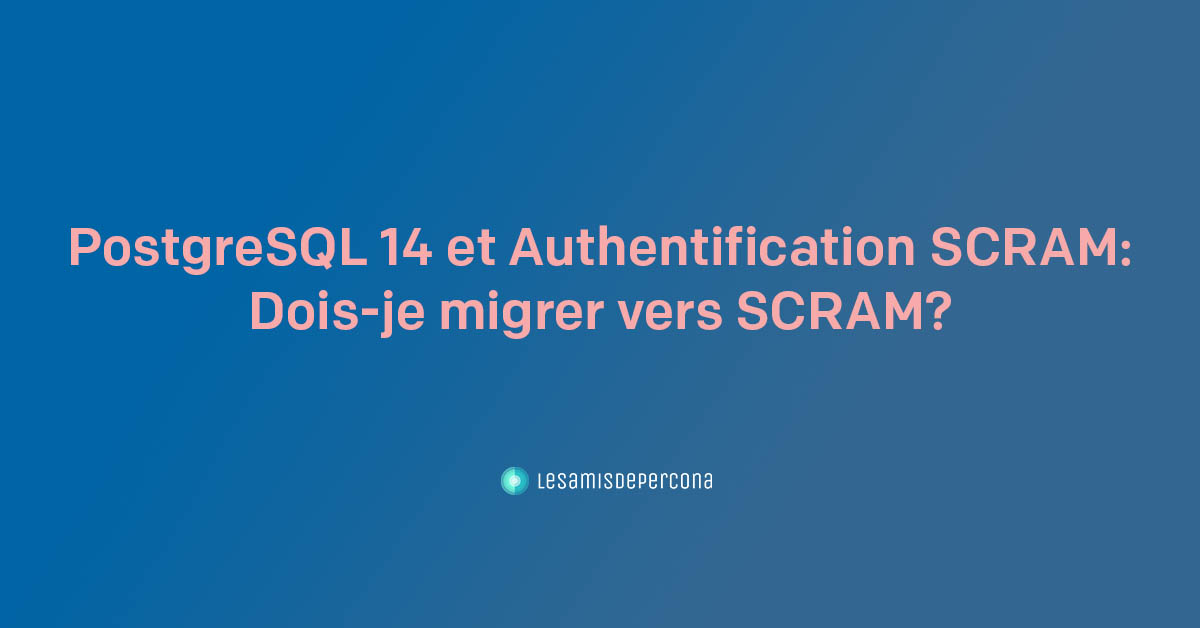 PostgreSQL 14 et Authentification SCRAM:
Dois-je migrer vers SCRAM?
Lesamisdepercona